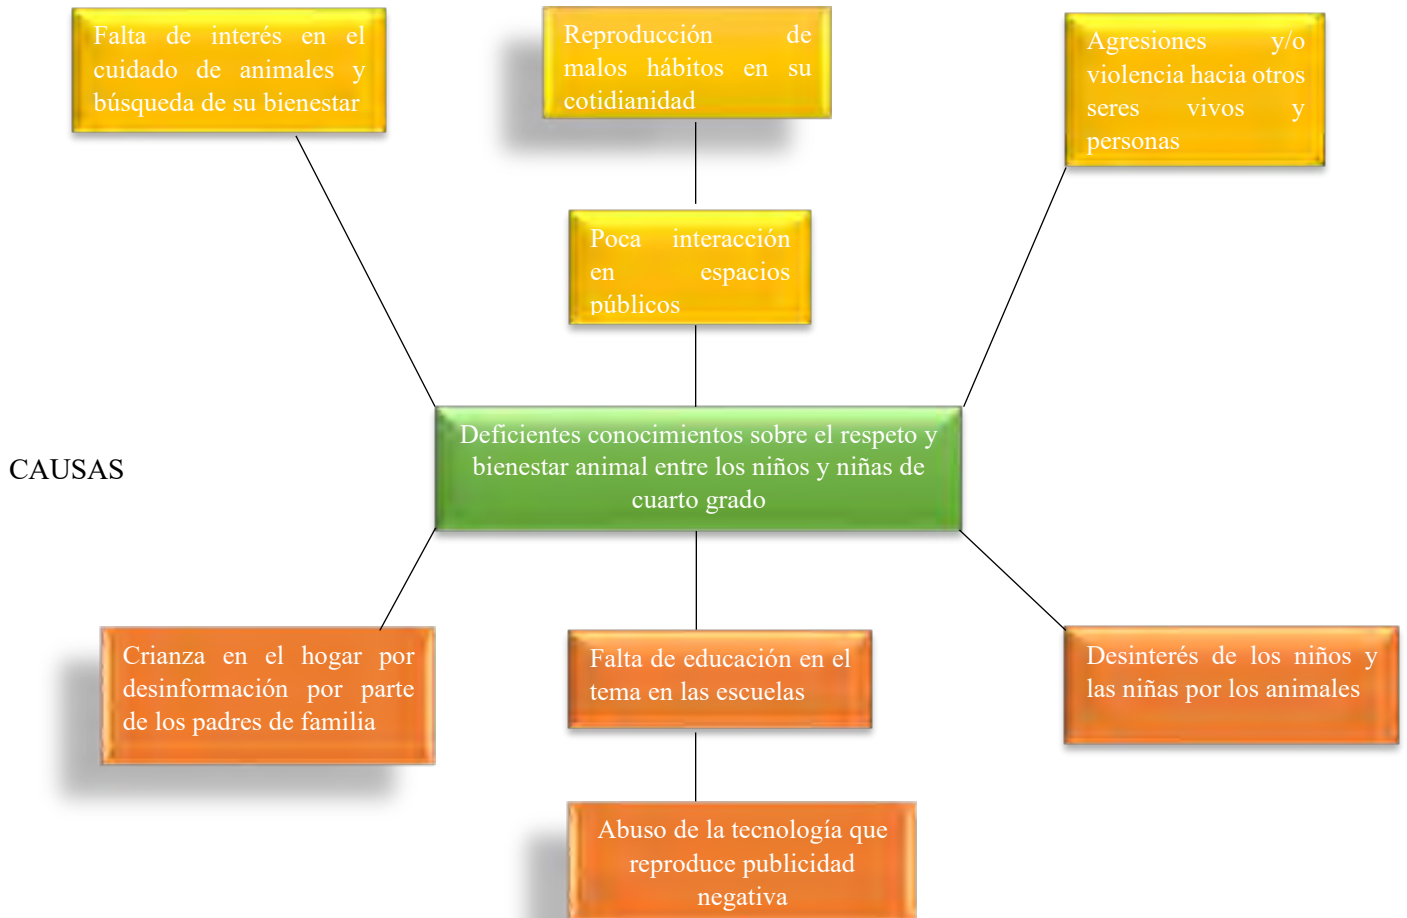 Falta de interés en el
cuidado de animales y
búsqueda de su bienestar
Reproducción de
malos hábitos en su
cotidianidad
Agresiones y/o
violencia hacia otros
seres vivos y
personas
Poca interacción
en espacios
públicos
Deficientes conocimientos sobre el respeto y
bienestar animal entre los niños y niñas de
cuarto grado
CAUSAS
Crianza en el hogar por
desinformación por parte
de los padres de familia
Falta de educación en el
tema en las escuelas
Desinterés de los niños y
las niñas por los animales
Abuso de la tecnología que
reproduce publicidad
negativa